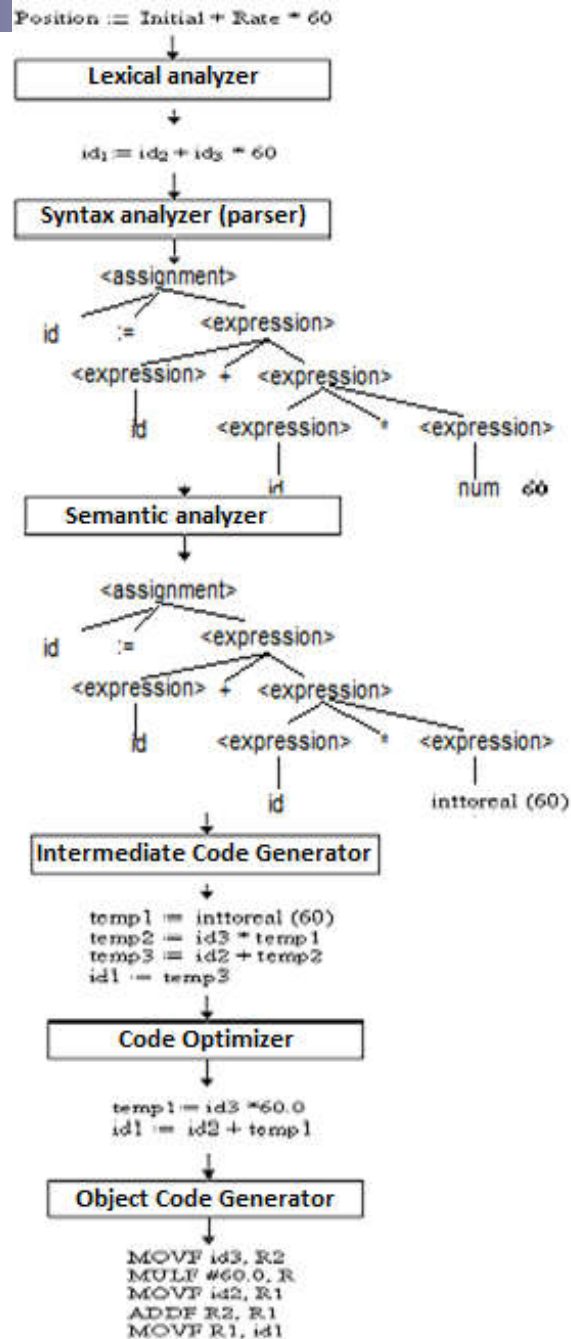 Position := Initial + Rate * 60
Lexical analyzer
id₁ := id₂ + id₃ * 60
Syntax analyzer (parser)
<assignment>
id := <expression>
<expression> + <expression>
id <expression> * <expression>
id num 60
Semantic analyzer
<assignment>
id := <expression>
<expression> + <expression>
id <expression> * <expression>
id inttoreal (60)
Intermediate Code Generator
temp1 := inttoreal (60)
temp2 := id3 * temp1
temp3 := id2 + temp2
id1 := temp3
Code Optimizer
temp1 := id3 *60.0
id1 := id2 + temp1
Object Code Generator
MOVF id3, R2
MULF #60.0, R
MOVF id2, R1
ADDF R2, R1
MOVF R1, id1